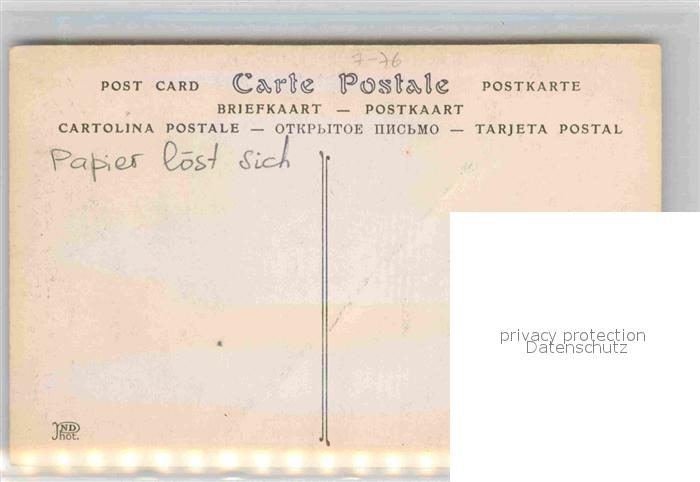 7-76
POST CARD Carte Postale POSTKARTE
BRIEFKAART — POSTKAART
CARTOLINA POSTALE — ОТКРЫТОЕ ПИСЬМО — TARJETA POSTAL
Papier löst sich
privacy protection
Datenschutz
ND
Phot.